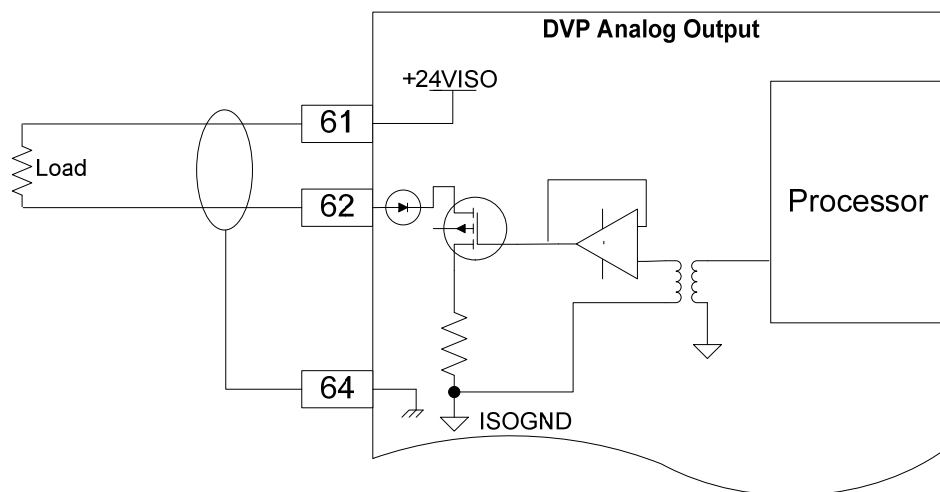 DVP Analog Output
+24VISO
61
Load
62
Processor
64
ISOGND